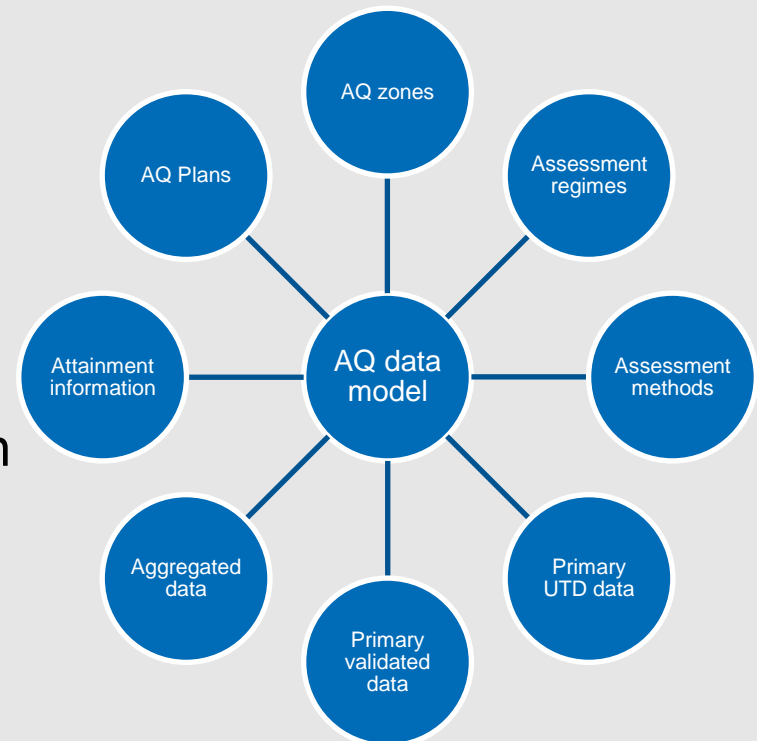 AQ zones
AQ Plans
Assessment
regimes
Attainment
information
AQ data
model
Assessment
methods
n
Aggregated
data
Primary
UTD data
Primary
validated
data